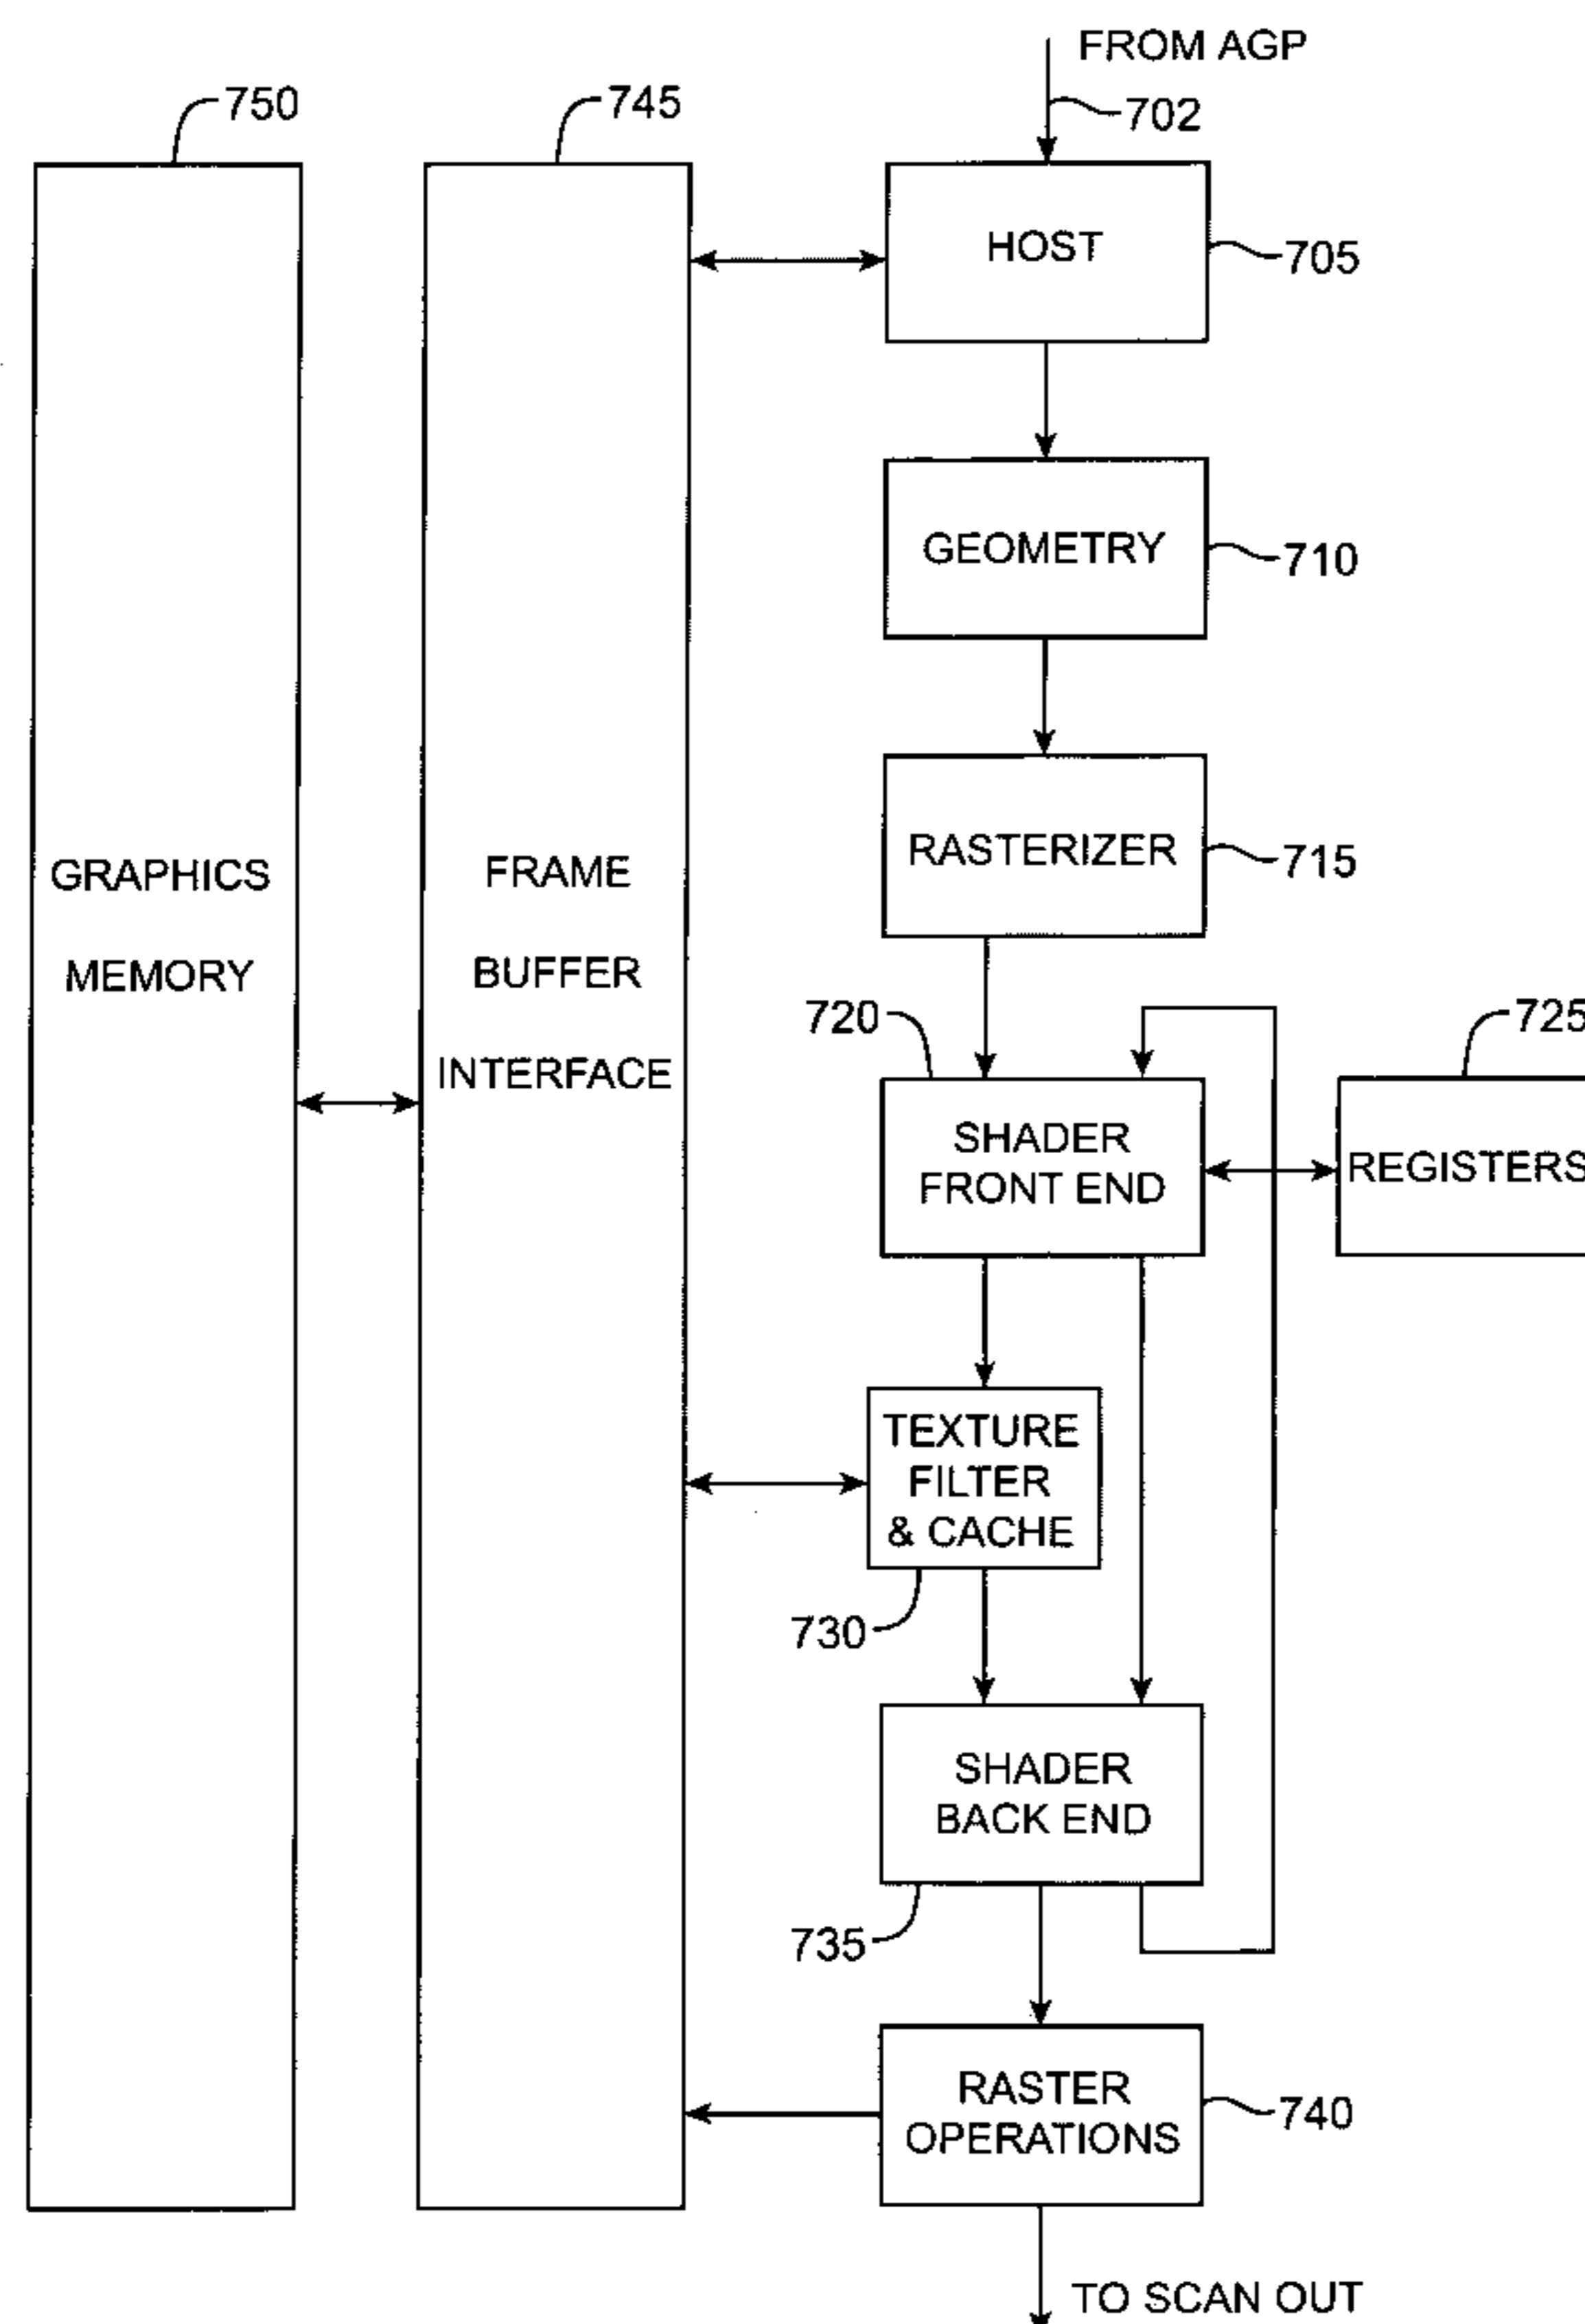 FROM AGP
702
750
745
HOST
705
GEOMETRY
710
RASTERIZER
715
GRAPHICS
MEMORY
FRAME
BUFFER
INTERFACE
720
725
SHADER
FRONT END
REGISTERS
TEXTURE
FILTER
& CACHE
730
SHADER
BACK END
735
RASTER
OPERATIONS
740
TO SCAN OUT